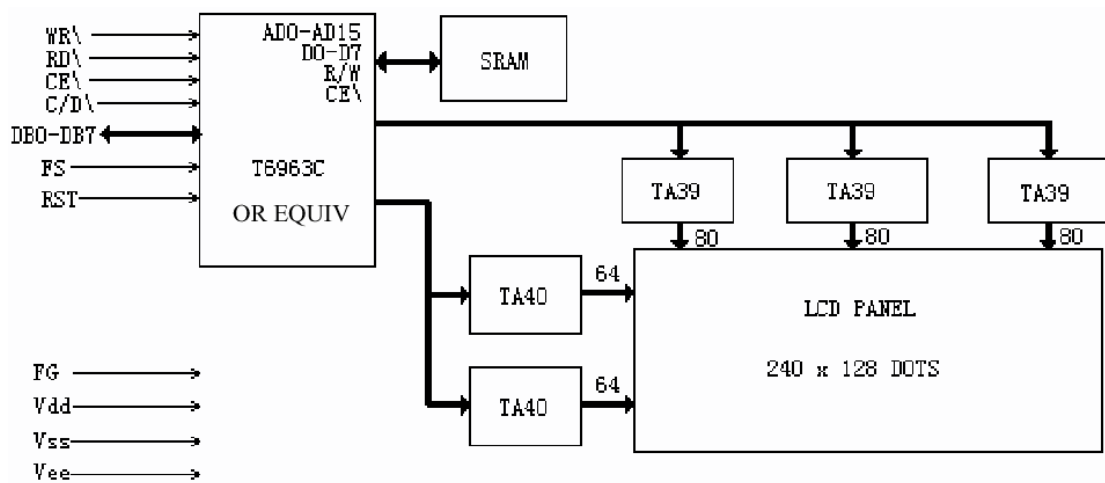 WR\
RD\
CE\
C/D\
DB0-DB7
FS
RST
AD0-AD15
D0-D7
R/W
CE\
T6963C
OR EQUIV
SRAM
TA39
TA39
TA39
80
80
80
TA40
64
TA40
64
LCD PANEL
240 x 128 DOTS
FG
Vdd
Vss
Vee